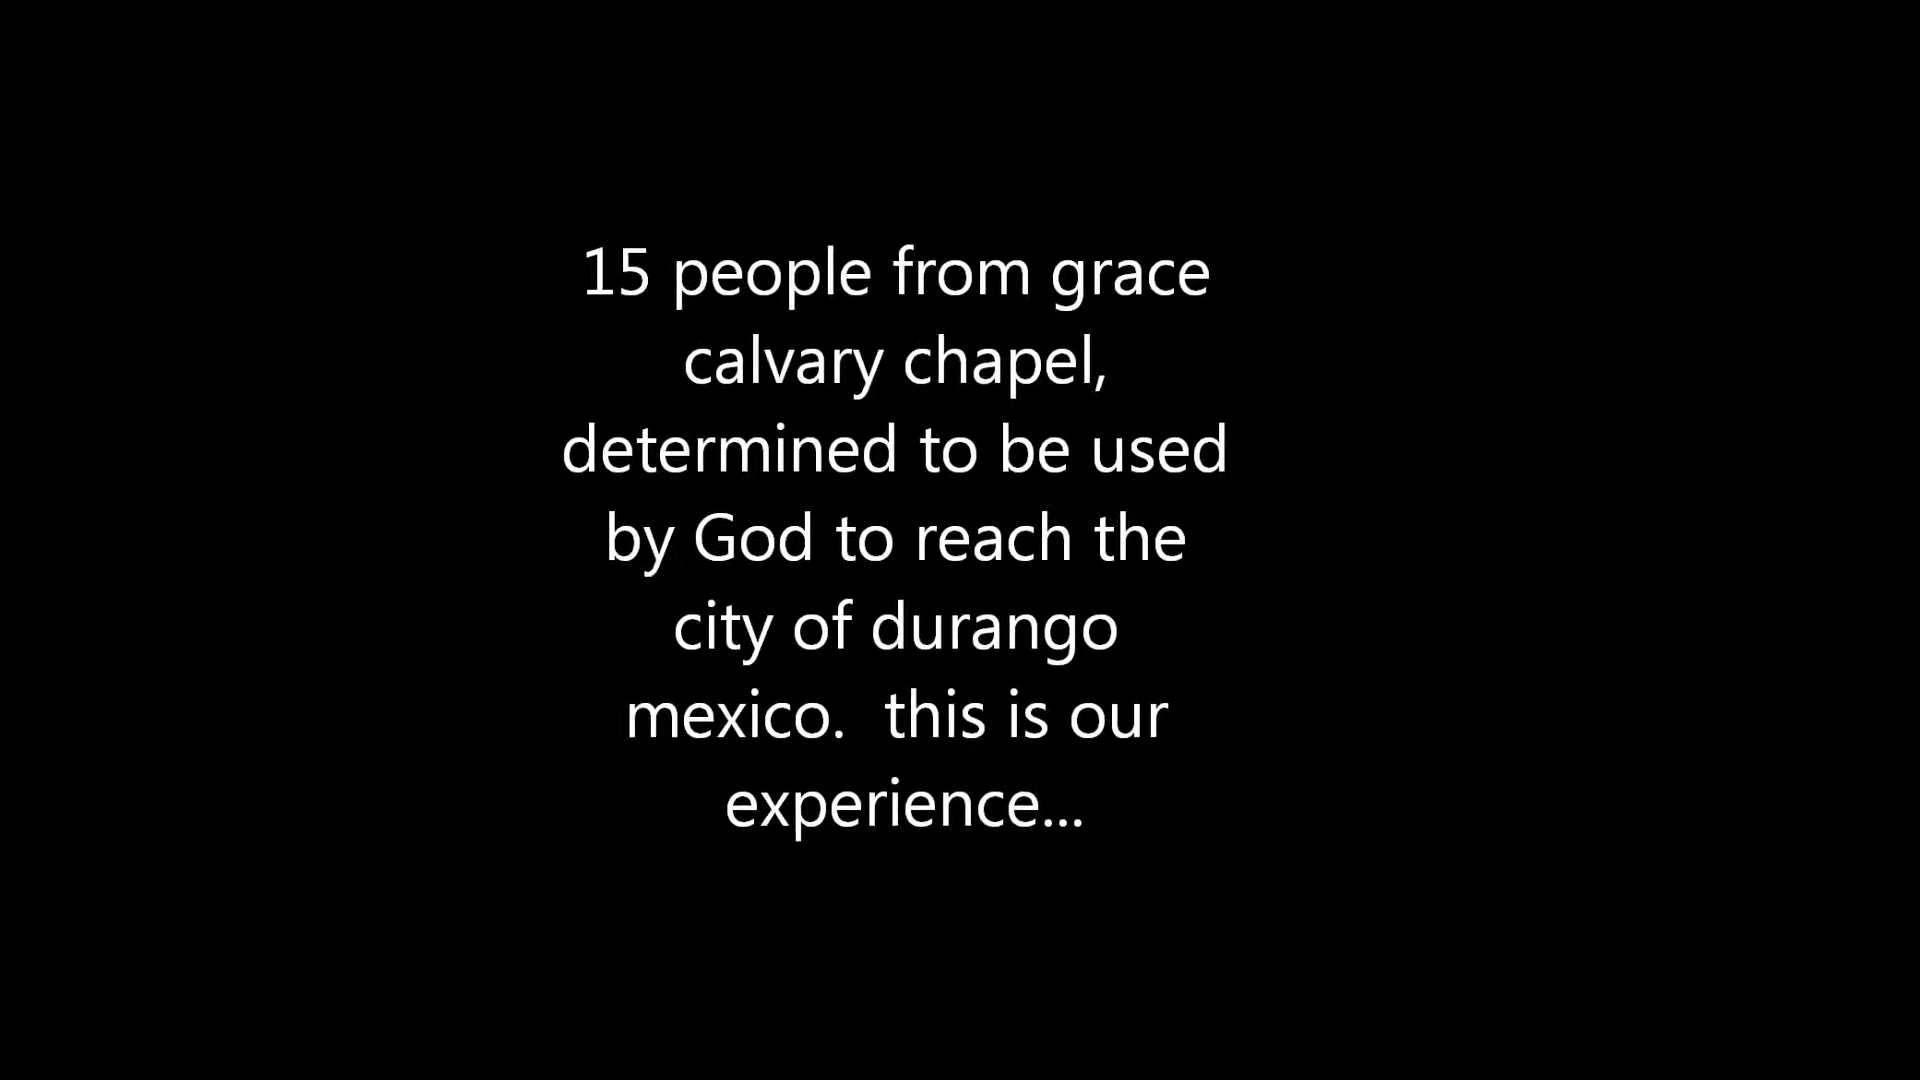 15 people from grace
calvary chapel,
determined to be used
by God to reach the
city of durango
mexico.  this is our
experience...